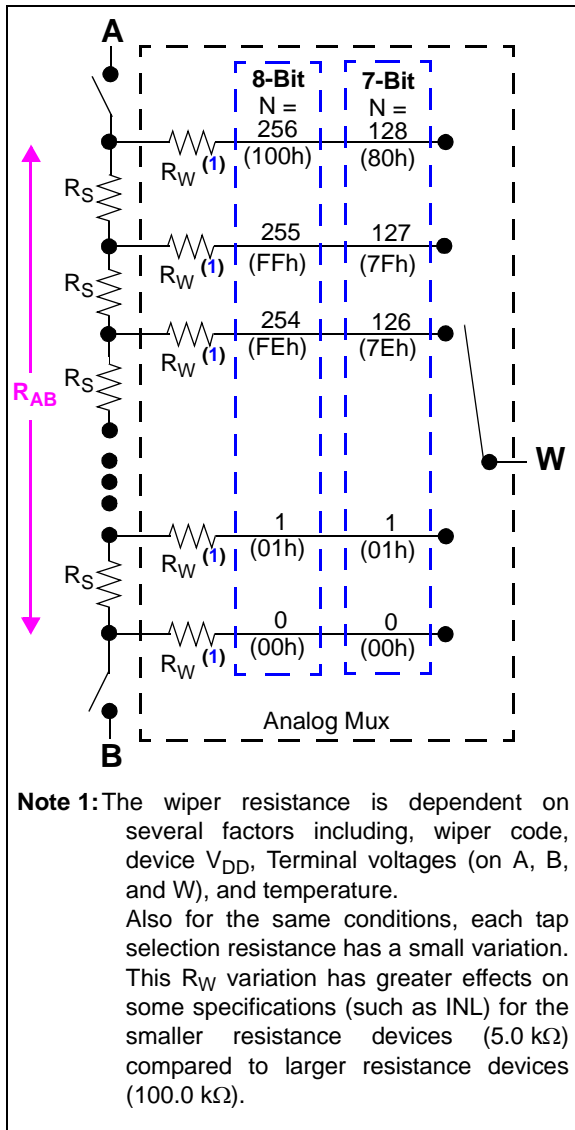 A
8-Bit
N =
7-Bit
N =
256
(100h)
128
(80h)
RW (1)
RS
255
(FFh)
127
(7Fh)
RW (1)
RS
254
(FEh)
126
(7Eh)
RW (1)
RS
RAB
W
1
(01h)
1
(01h)
RW (1)
RS
0
(00h)
0
(00h)
RW (1)
Analog Mux
B
Note 1: The wiper resistance is dependent on
several factors including, wiper code,
device VDD, Terminal voltages (on A, B,
and W), and temperature.
Also for the same conditions, each tap
selection resistance has a small variation.
This RW variation has greater effects on
some specifications (such as INL) for the
smaller resistance devices (5.0 kΩ)
compared to larger resistance devices
(100.0 kΩ).